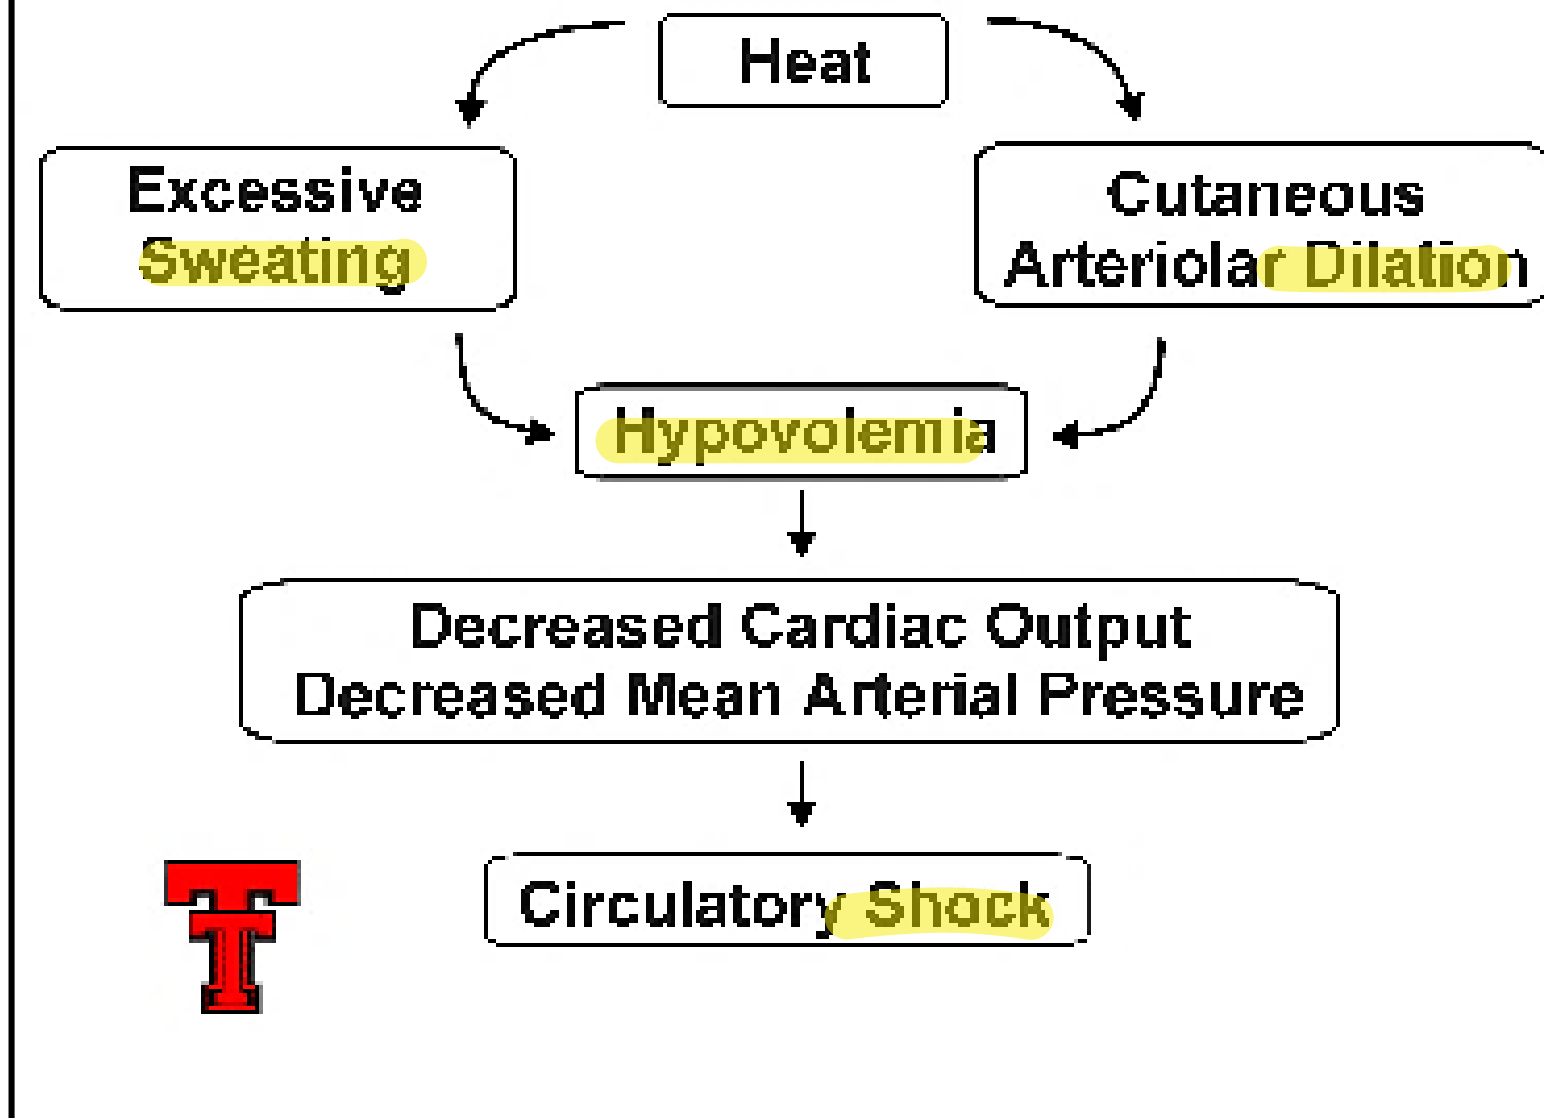 Heat
Excessive
Sweating
Cutaneous
Arteriolar Dilation
Hypovolemia
Decreased Cardiac Output
Decreased Mean Arterial Pressure
Circulatory Shock